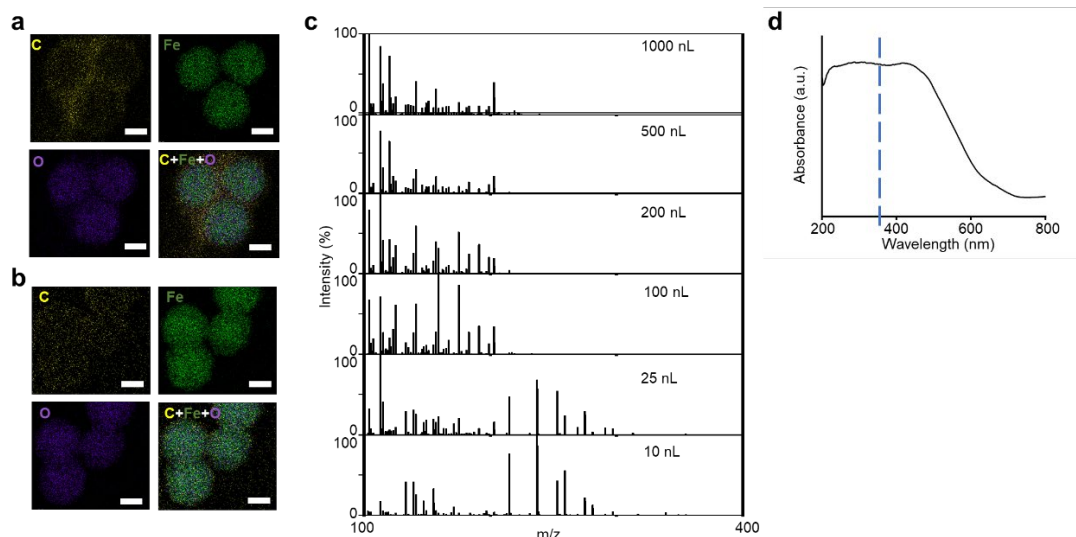 a
C
Fe
O
C+Fe+O
b
C
Fe
O
C+Fe+O
c
Intensity (%)
100
0
1000 nL
100
0
500 nL
100
0
200 nL
100
0
100 nL
100
0
25 nL
100
0
10 nL
100
400
m/z
d
Absorbance (a.u.)
200
400
600
800
Wavelength (nm)